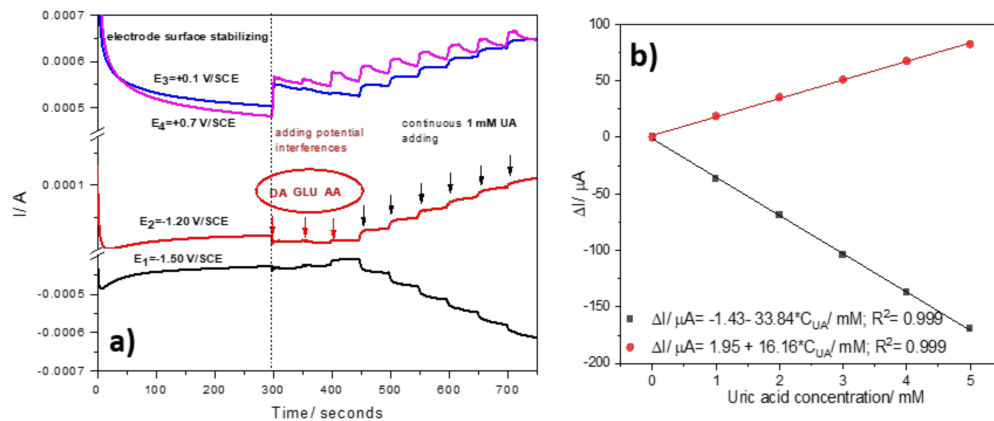 a)
electrode surface stabilizing
E3=+0.1 V/SCE
E4=+0.7 V/SCE
adding potential
interferences
continuous 1 mM UA
adding
DA GLU AA
E2=-1.20 V/SCE
E1=-1.50 V/SCE
I/ A
0.0006
0.0005
0.0001
-0.0005
-0.0006
-0.0007
0 100 200 300 400 500 600 700
Time/ seconds
b)
ΔI/ μA
100
50
0
-50
-100
-150
-200
ΔI/ μA= -1.43- 33.84*CUA/ mM; R2= 0.999
ΔI/ μA= 1.95 + 16.16*CUA/ mM; R2= 0.999
0 1 2 3 4 5
Uric acid concentration/ mM